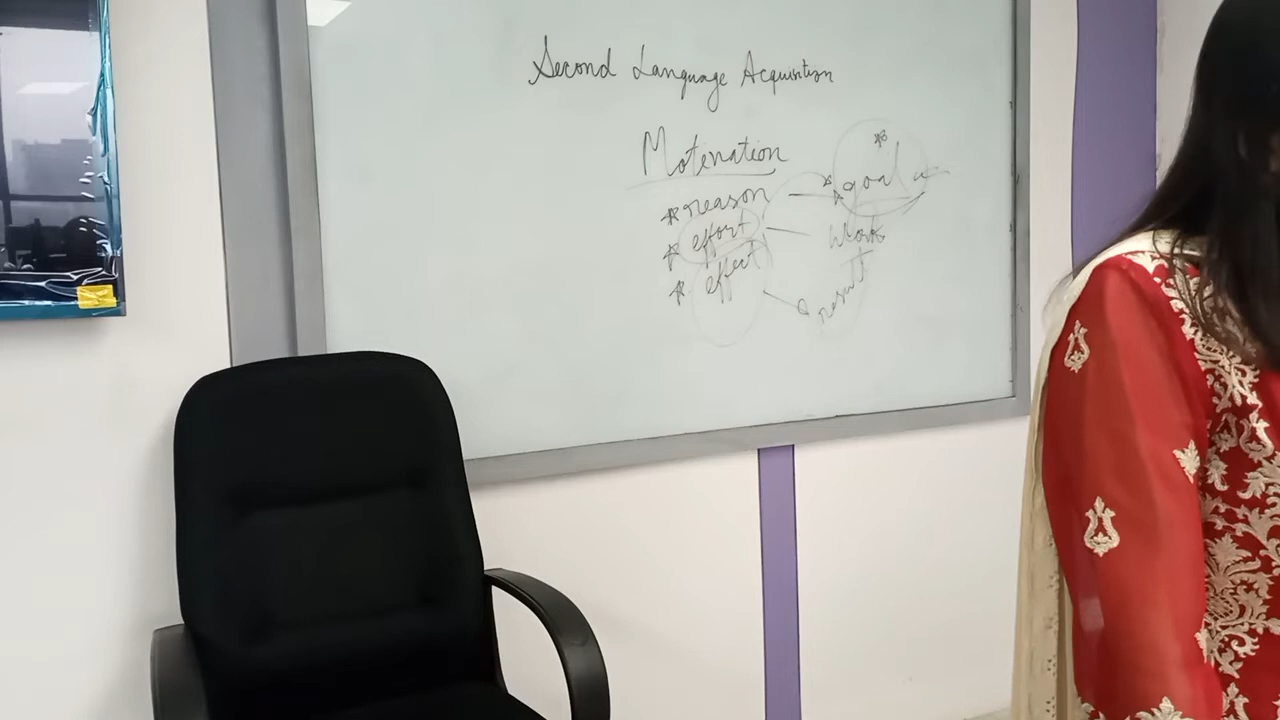 Second Language Acquisition
Motivation
* reason — * goal
* effort — work
* effect — result